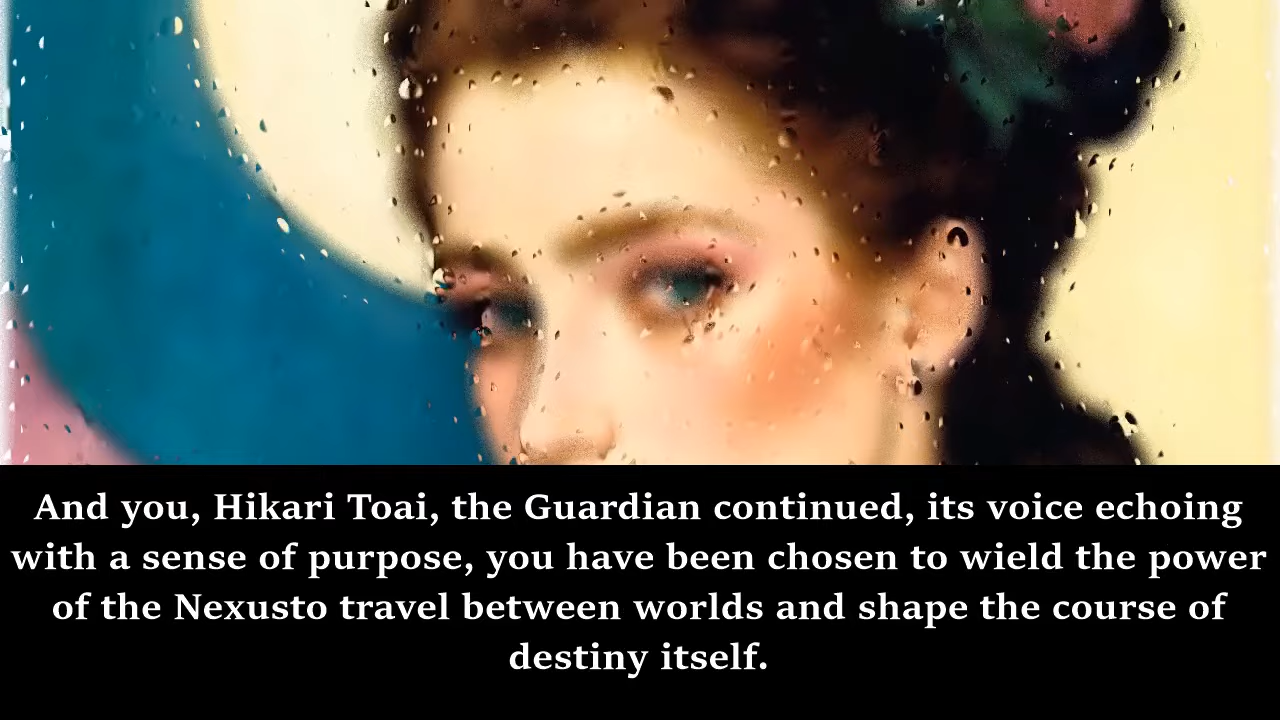 And you, Hikari Toai, the Guardian continued, its voice echoing
with a sense of purpose, you have been chosen to wield the power
of the Nexusto travel between worlds and shape the course of
destiny itself.